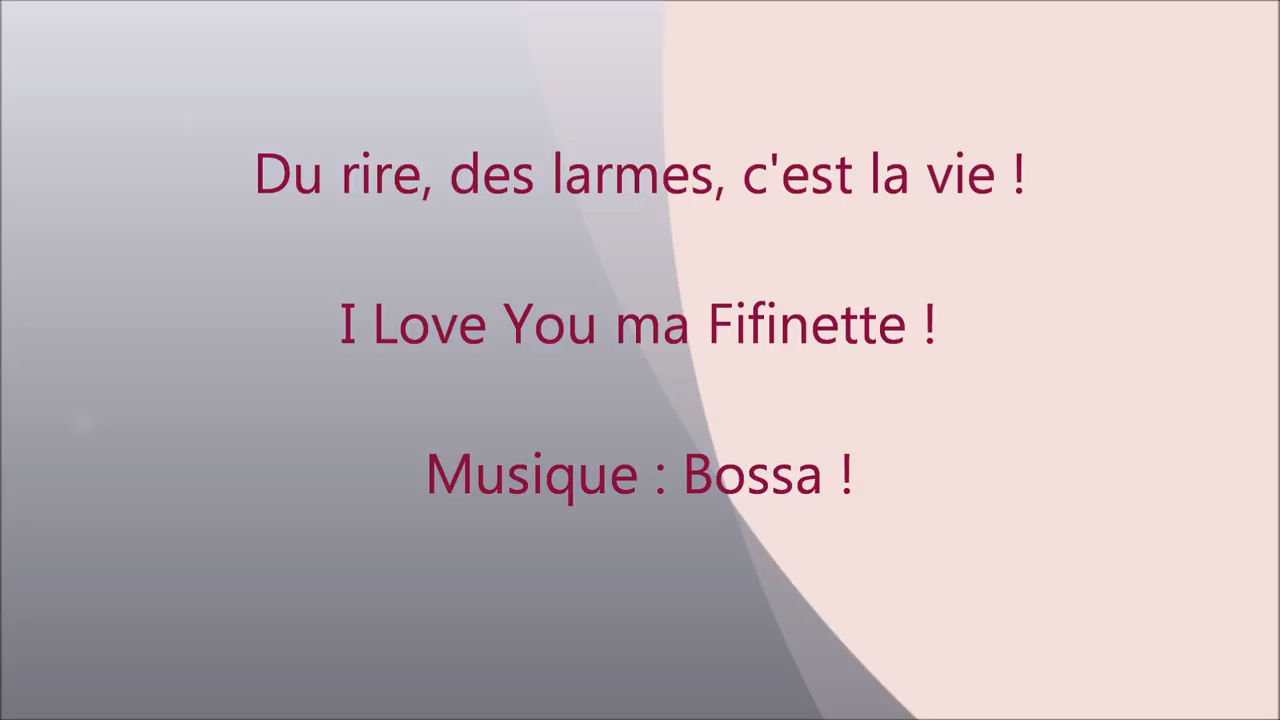 Du rire, des larmes, c'est la vie !
I Love You ma Fifinette !
Musique : Bossa !